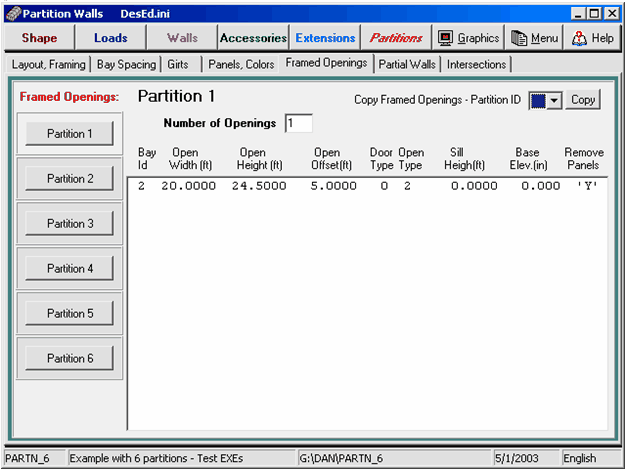 Partition Walls DesEd.ini
Shape Loads Walls Accessories Extensions Partitions Graphics Menu Help
Layout, Framing Bay Spacing Girts Panels, Colors Framed Openings Partial Walls Intersections
Framed Openings:
Partition 1
Partition 2
Partition 3
Partition 4
Partition 5
Partition 6
Partition 1
Copy Framed Openings - Partition ID Copy
Number of Openings 1
Bay Open Open Open Door Open Sill Base Remove
Id Width (ft) Height (ft) Offset(ft) Type Type Heigh(ft) Elev.(in) Panels
2 20.0000 24.5000 5.0000 0 2 0.0000 0.000 'Y'
PARTN_6 Example with 6 partitions - Test EXEs G:\DAN\PARTN_6 5/1/2003 English